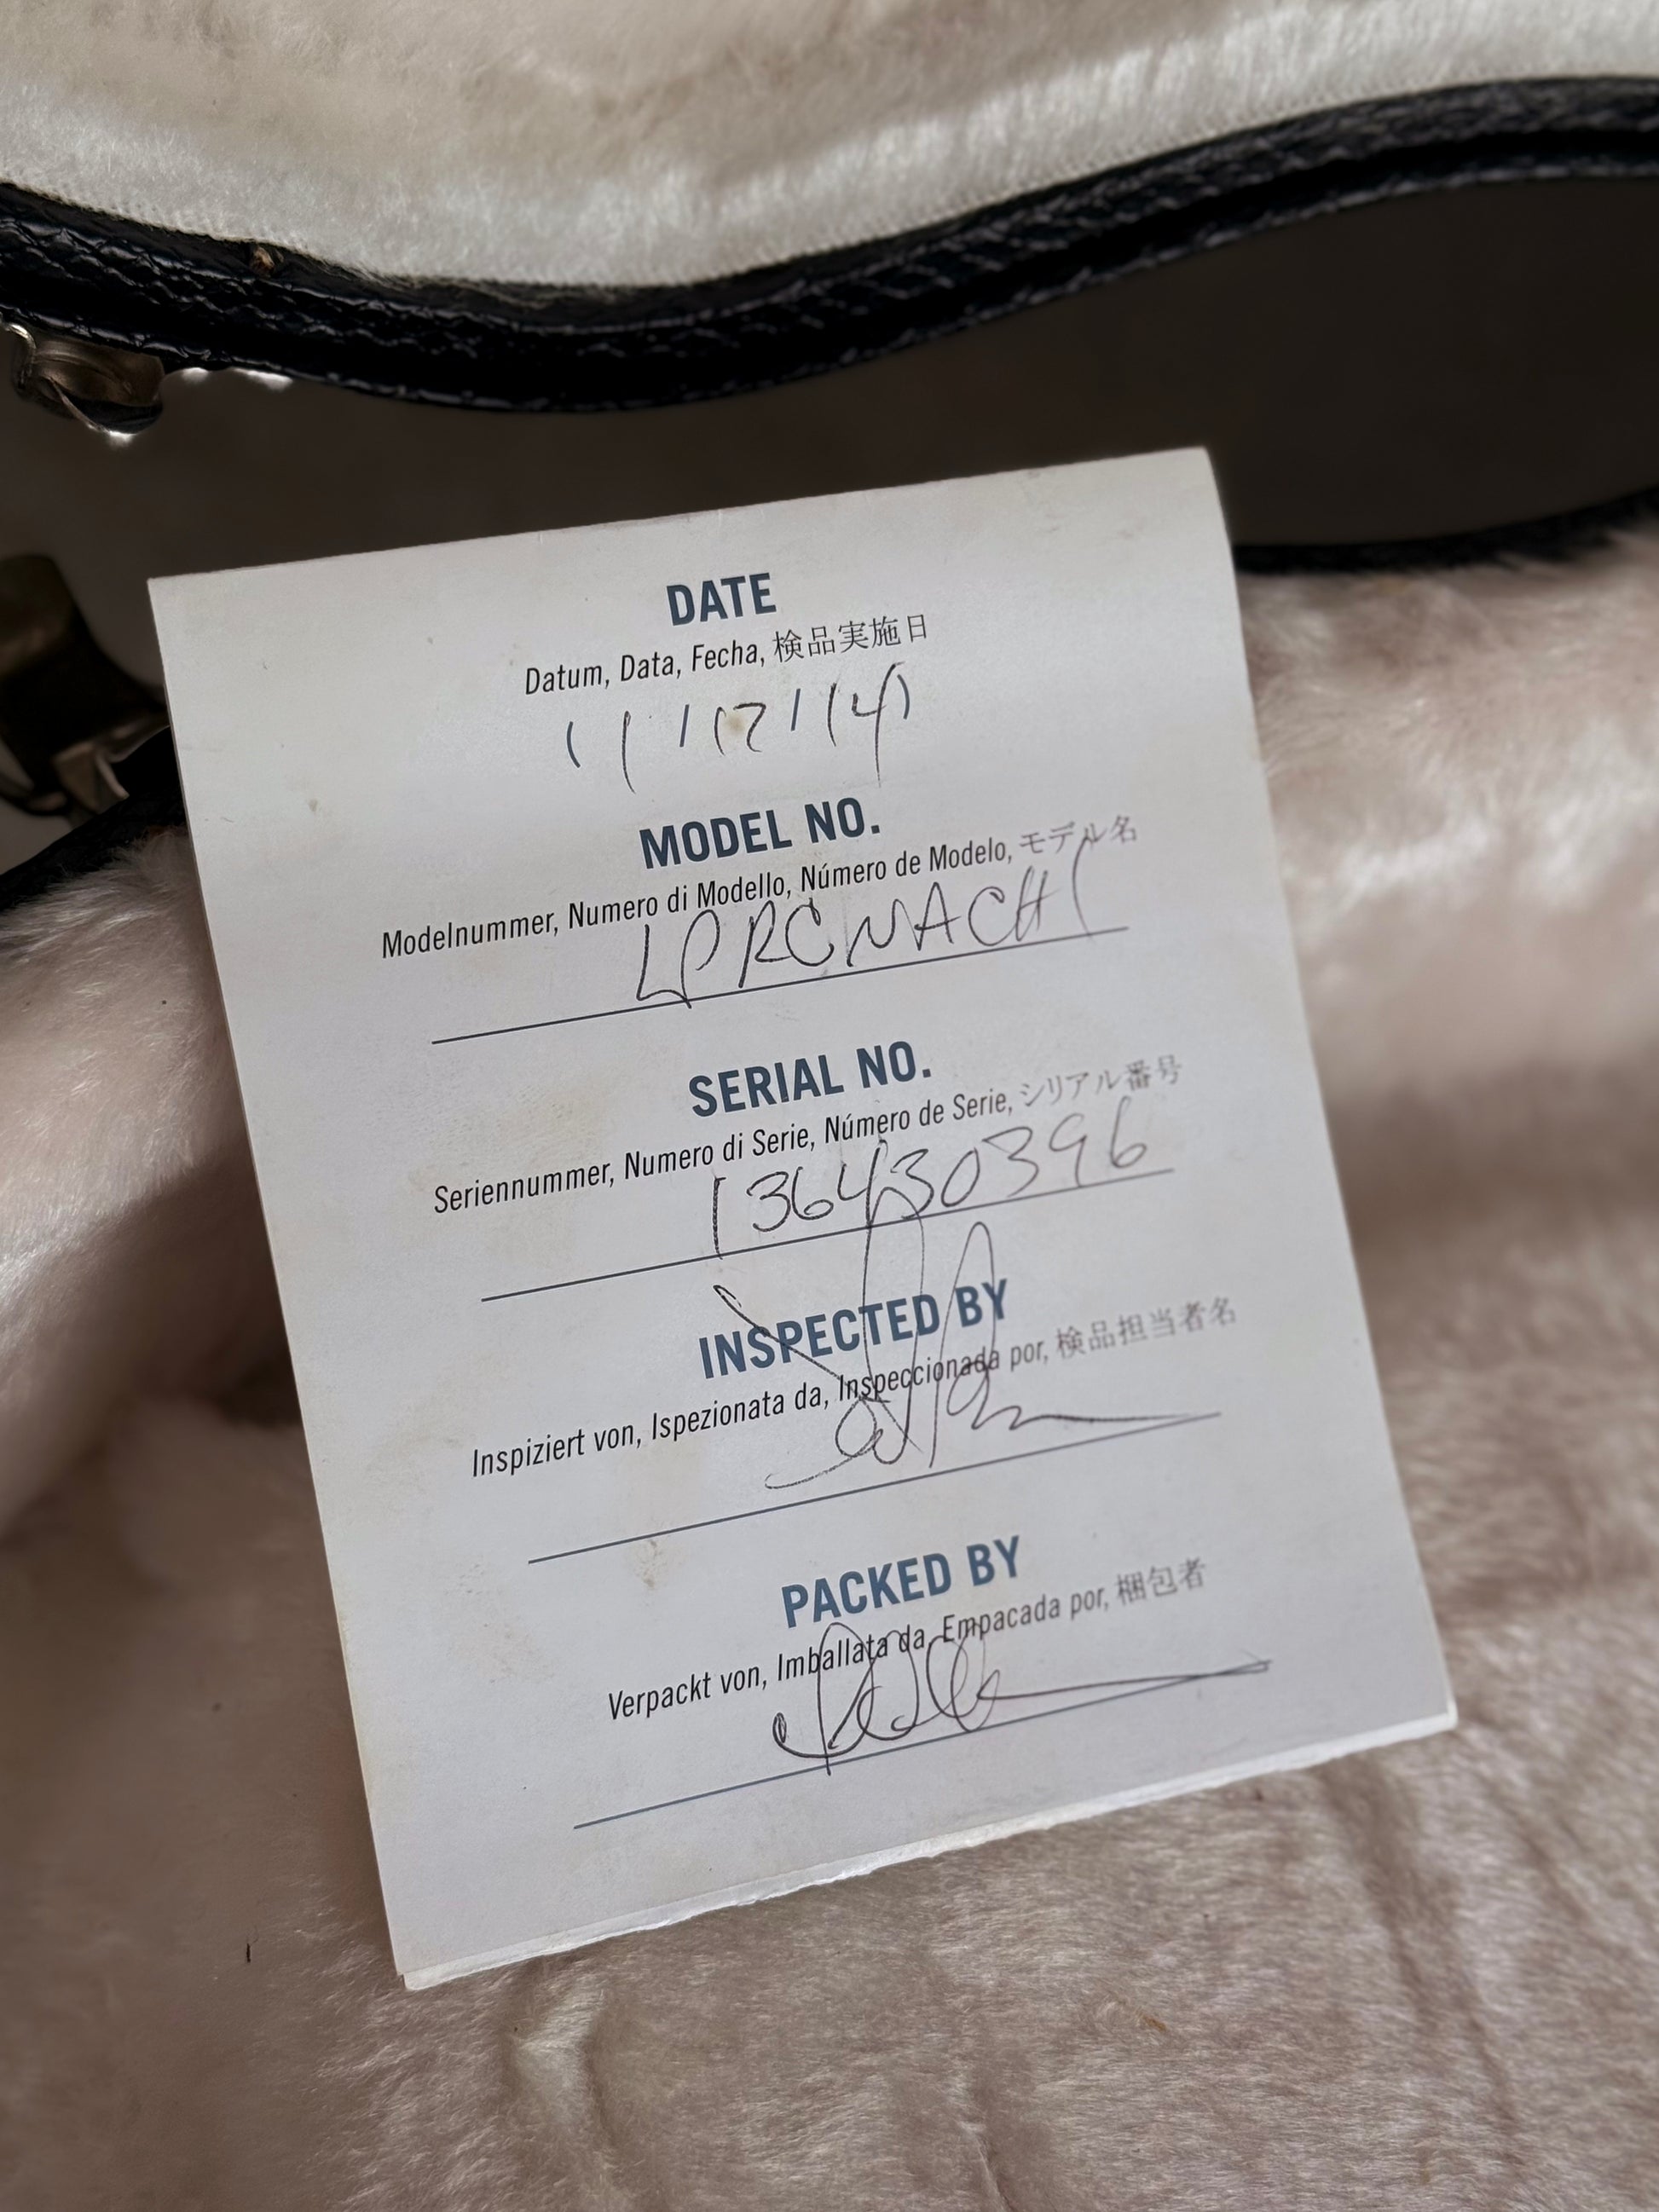 DATE
Datum, Data, Fecha, 検品実施日
11/17/14
MODEL NO.
Modelnummer, Numero di Modello, Número de Modelo, モデル名
LPRCNACH1
SERIAL NO.
Seriennummer, Numero di Serie, Número de Serie, シリアル番号
136430396
INSPECTED BY
Inspiziert von, Ispezionata da, Inspeccionada por, 検品担当者名
PACKED BY
Verpackt von, Imballata da, Empacada por, 梱包者